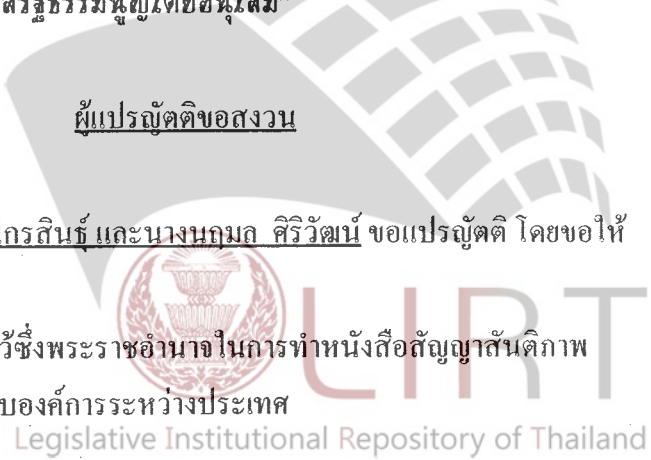 สรัฐธรรมนูญโดยอนุโลม
ผู้แปรญัตติขอสงวน
ไกรสินธุ์ และนางนฤมล ศิริวัฒน์ ขอแปรญัตติ โดยขอให้
ว้ซึ่งพระราชอำนาจในการทำหนังสือสัญญาสันติภาพ
บองค์การระหว่างประเทศ
LIRT
Legislative Institutional Repository of Thailand